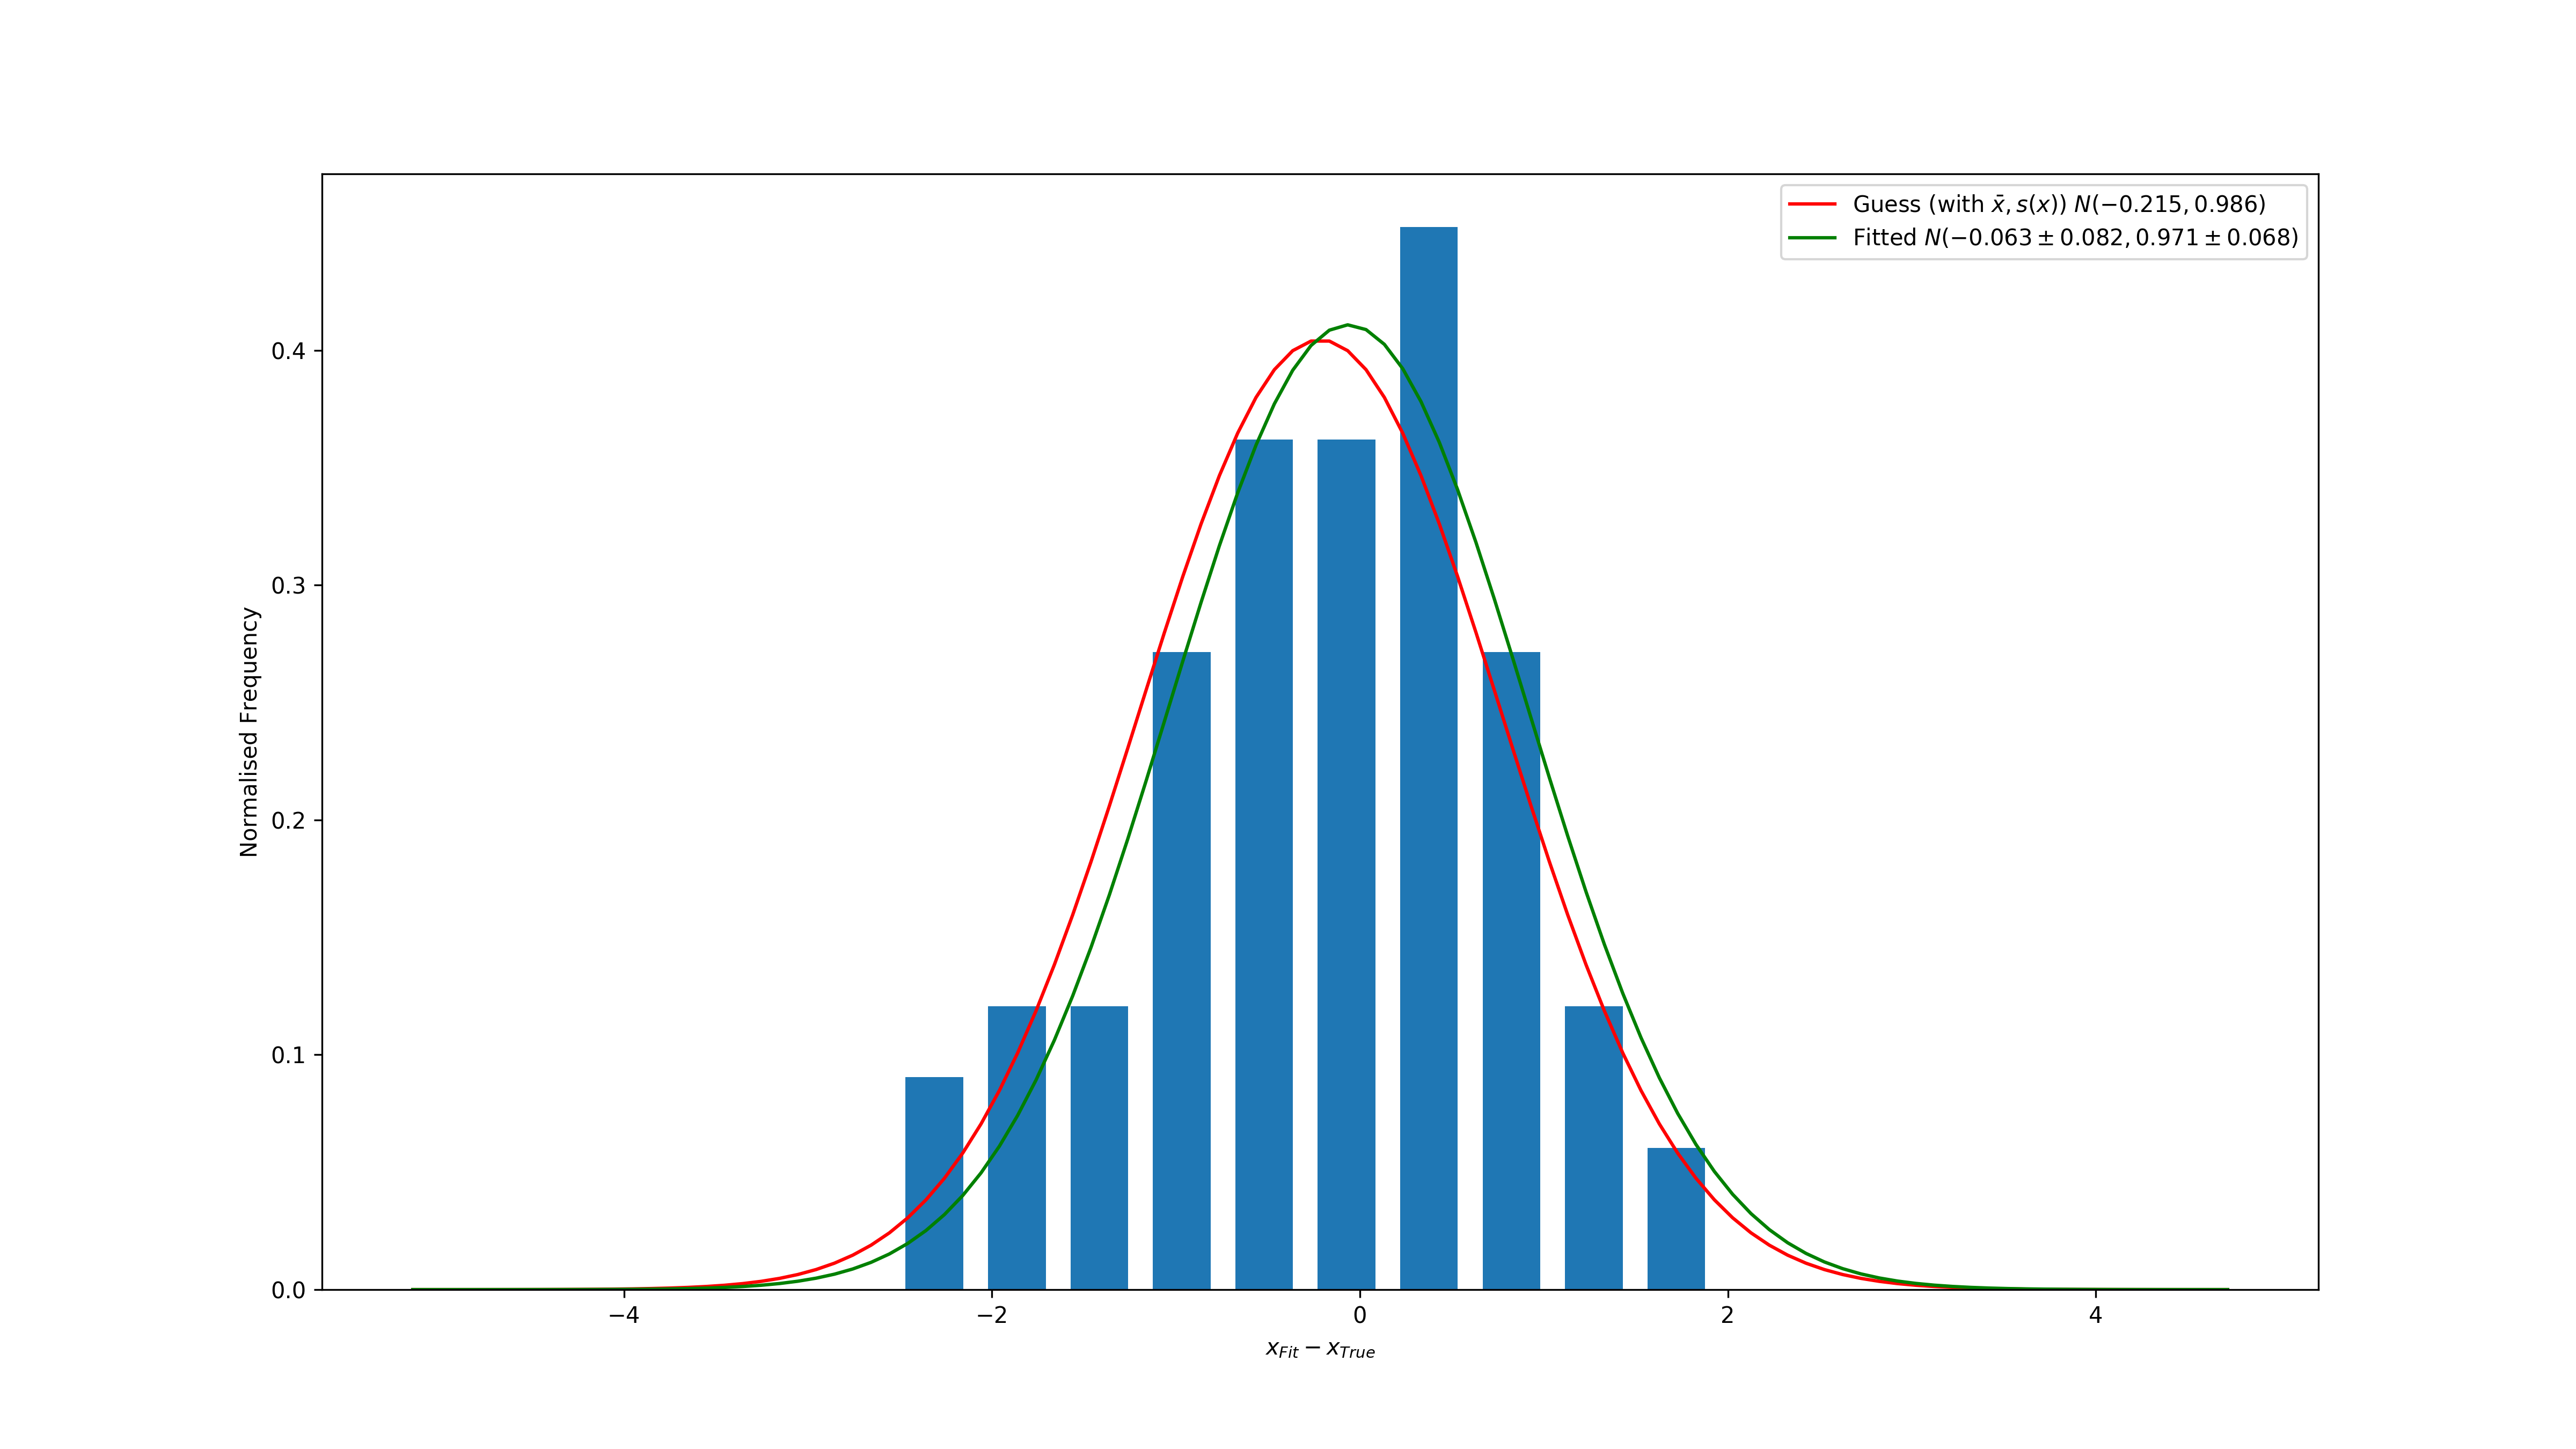 Guess (with x̄, s(x)) N(−0.215, 0.986)
Fitted N(−0.063 ± 0.082, 0.971 ± 0.068)
Normalised Frequency
0.4
0.3
0.2
0.1
0.0
−4 −2 0 2 4
x_Fit − x_True